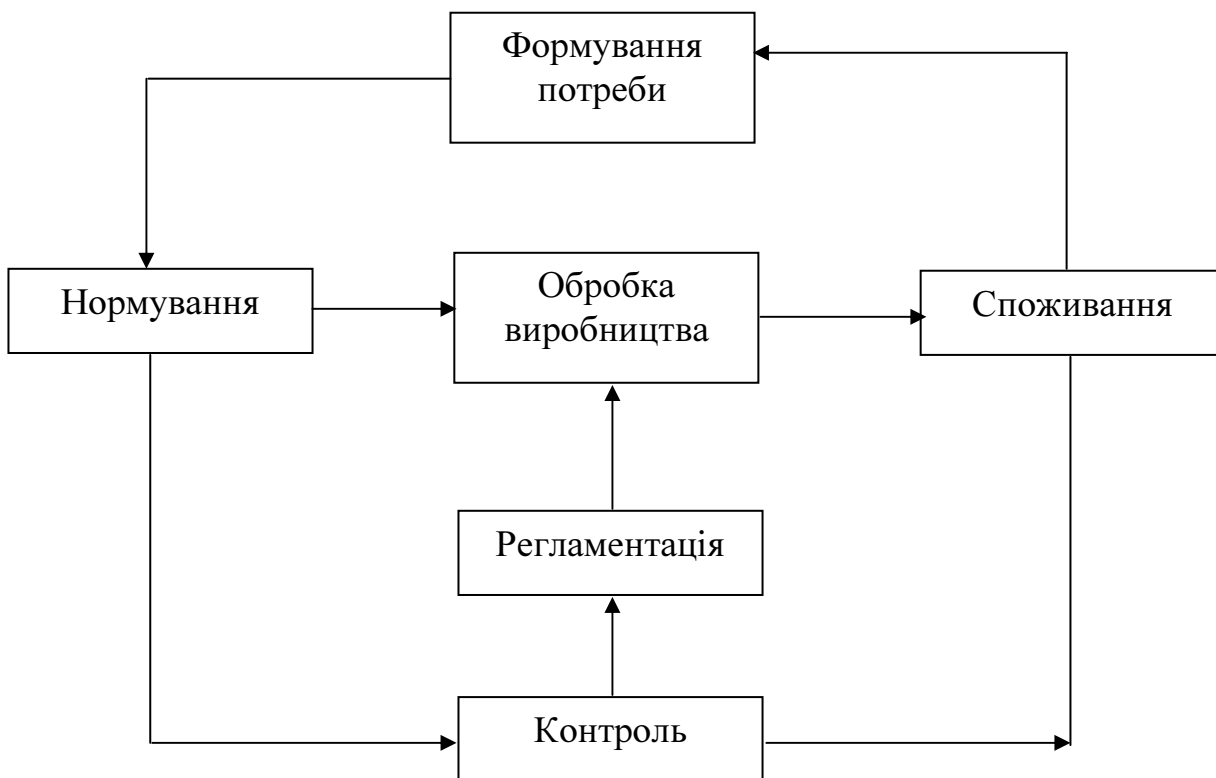 Формування
потреби
Нормування
Обробка
виробництва
Споживання
Регламентація
Контроль